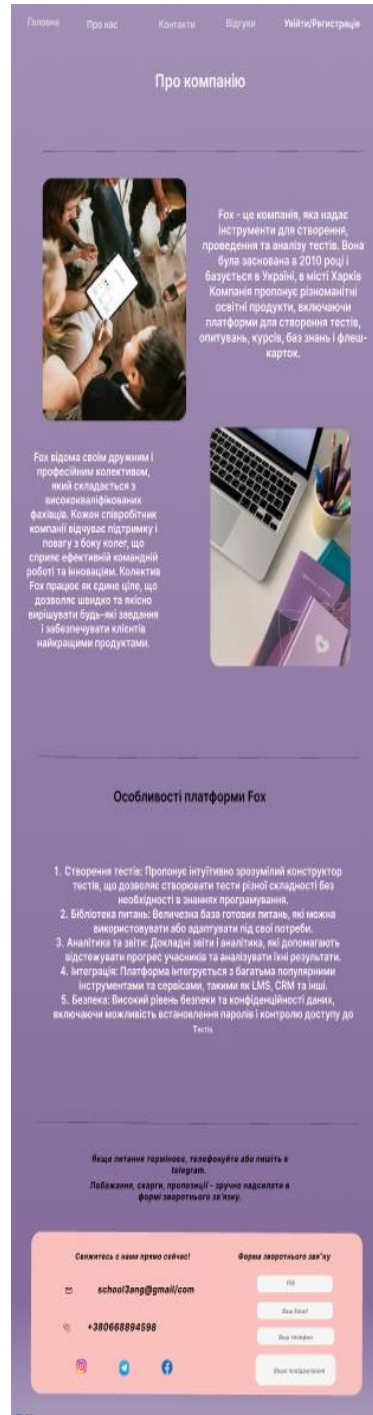 Головна Про нас Контакти Відгуки Увійти/Регистрація
Про компанію
Fox - це компанія, яка надає
інструменти для створення,
проведення та аналізу тестів. Вона
була заснована в 2010 році і
базується в Україні, в місті Харків
Компанія пропонує різноманітні
освітні продукти, включаючи
платформи для створення тестів,
опитувань, курсів, баз знань і флеш-
карток.
Fox відома своїм дружним і
професійним колективом,
який складається з
висококваліфікованих
фахівців. Кожен співробітник
компанії відчуває підтримку і
повагу з боку колег, що
сприяє ефективній командній
роботі та інноваціям. Колектив
Fox працює як єдине ціле, що
дозволяє швидко та якісно
вирішувати будь-які завдання
і забезпечувати клієнтів
найкращими продуктами.
Особливості платформи Fox
1. Створення тестів: Пропонує інтуїтивно зрозумілий конструктор
тестів, що дозволяє створювати тести різної складності без
необхідності в знаннях програмування.
2. Бібліотека питань: Величезна база готових питань, які можна
використовувати або адаптувати під свої потреби.
3. Аналітика та звіти: Докладні звіти і аналітика, які допомагають
відстежувати прогрес учасників та аналізувати їхні результати.
4. Інтеграція: Платформа інтегрується з багатьма популярними
інструментами та сервісами, такими як LMS, CRM та інші.
5. Безпека: Високий рівень безпеки та конфіденційності даних,
включаючи можливість встановлення паролів і контролю доступу до
Тестів
Якщо питання термінове, телефонуйте або пишіть в
telegram.
Побажання, скарги, пропозиції - зручно надсилати в
формі зворотнього зв'язку.
Свяжитесь с нами прямо сейчас!
Форма зворотнього звя"ку
ПІБ
school3ang@gmail/com
Ваш Email
+380668894598
Ваш телефон
Ваше повідомлення